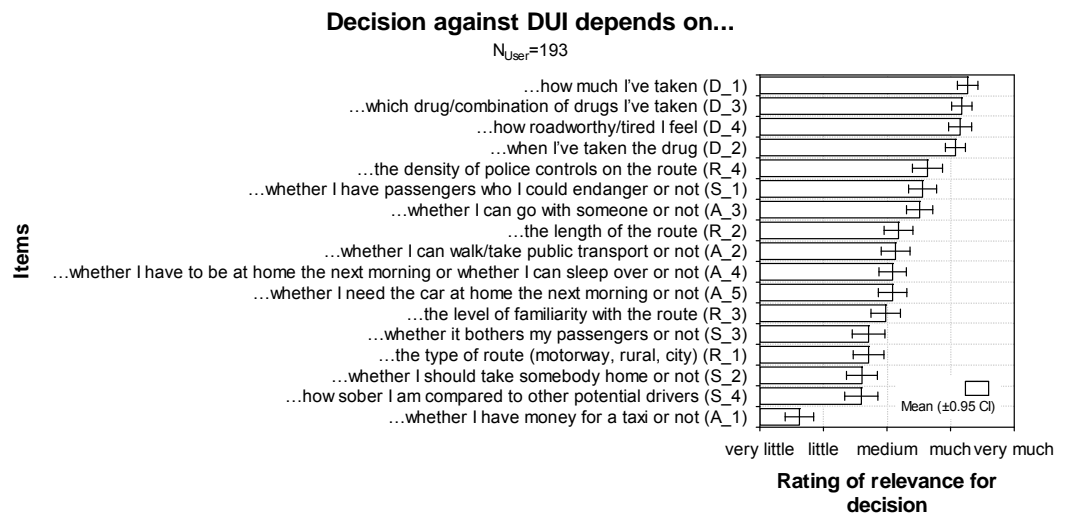 Decision against DUI depends on...
NUser=193
Items
…how much I’ve taken (D_1)
…which drug/combination of drugs I’ve taken (D_3)
…how roadworthy/tired I feel (D_4)
…when I’ve taken the drug (D_2)
…the density of police controls on the route (R_4)
…whether I have passengers who I could endanger or not (S_1)
…whether I can go with someone or not (A_3)
…the length of the route (R_2)
…whether I can walk/take public transport or not (A_2)
…whether I have to be at home the next morning or whether I can sleep over or not (A_4)
…whether I need the car at home the next morning or not (A_5)
…the level of familiarity with the route (R_3)
…whether it bothers my passengers or not (S_3)
…the type of route (motorway, rural, city) (R_1)
…whether I should take somebody home or not (S_2)
…how sober I am compared to other potential drivers (S_4)
…whether I have money for a taxi or not (A_1)
Mean (±0.95 CI)
very little little medium much very much
Rating of relevance for
decision